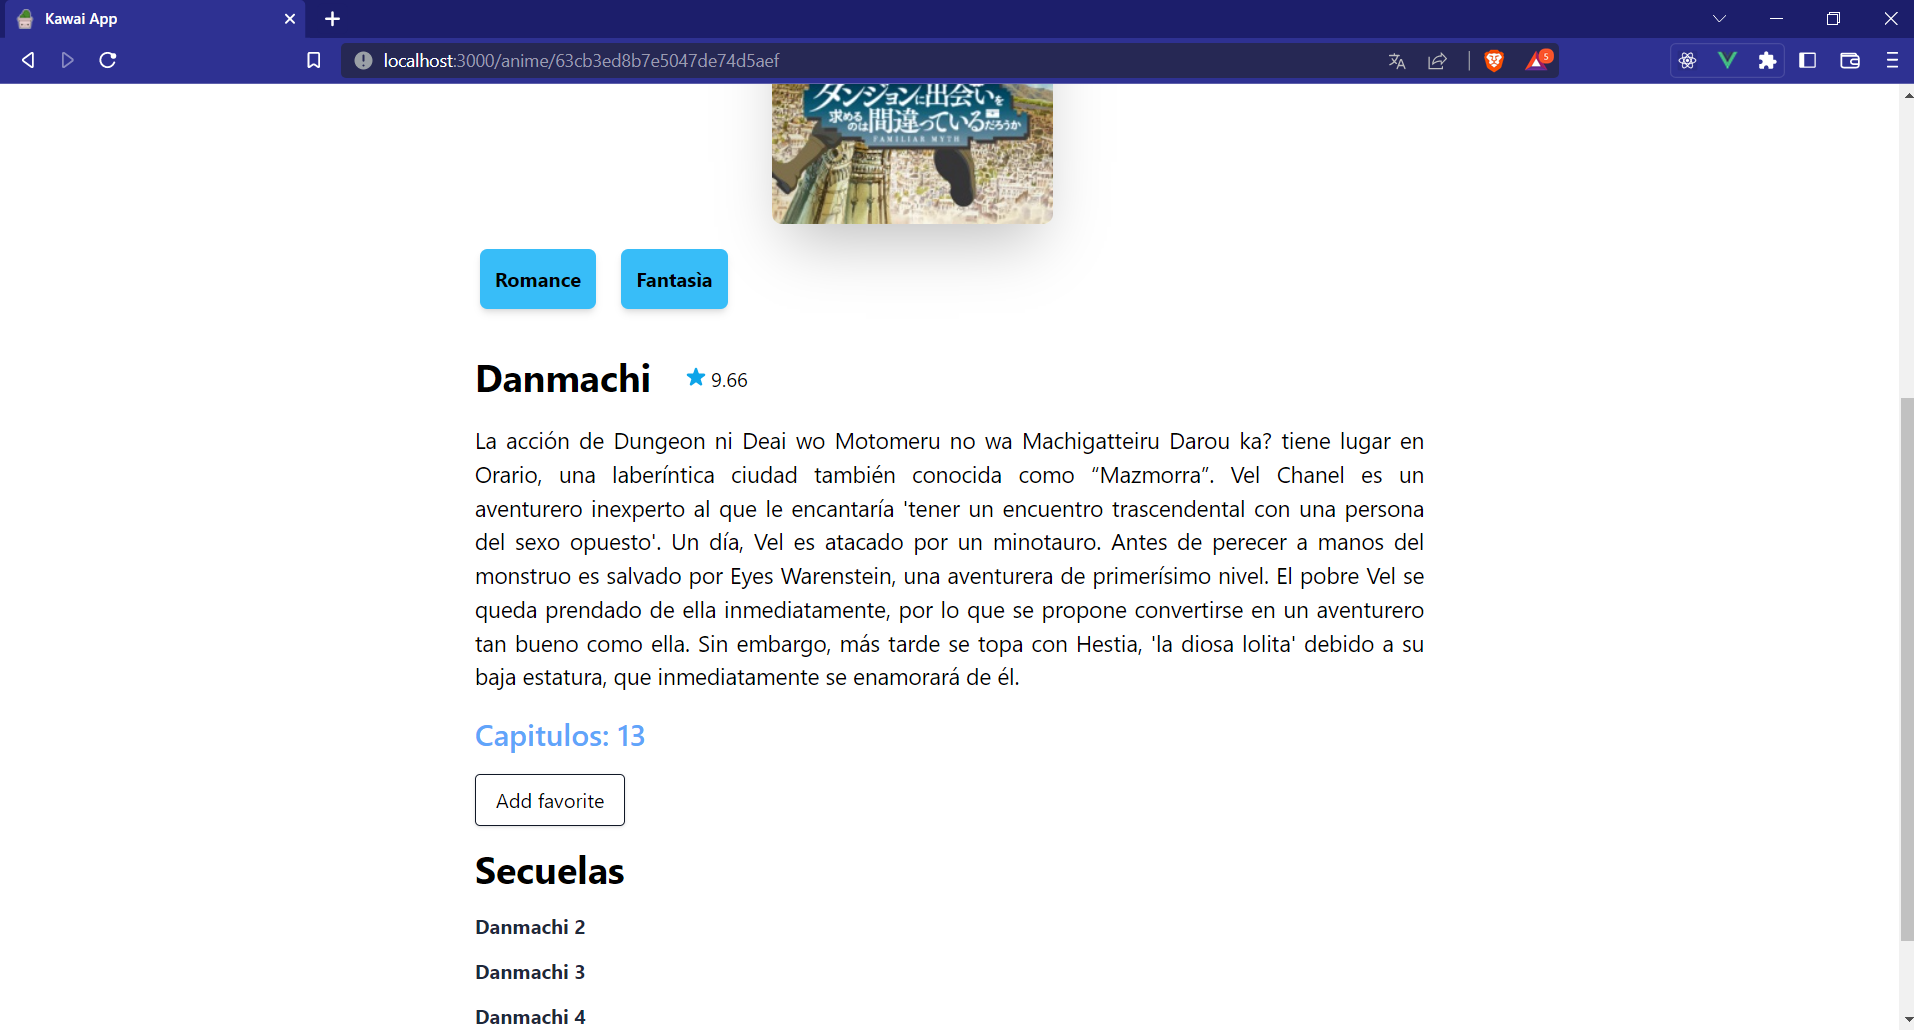 Kawai App
localhost:3000/anime/63cb3ed8b7e5047de74d5aef
5
ダンジョンに出会いを
求める
のは間違っているだろうか
FAMILIAR MYTH
Romance
Fantasìa
Danmachi
9.66
La acción de Dungeon ni Deai wo Motomeru no wa Machigatteiru Darou ka? tiene lugar en
Orario, una laberíntica ciudad también conocida como “Mazmorra”. Vel Chanel es un
aventurero inexperto al que le encantaría 'tener un encuentro trascendental con una persona
del sexo opuesto'. Un día, Vel es atacado por un minotauro. Antes de perecer a manos del
monstruo es salvado por Eyes Warenstein, una aventurera de primerísimo nivel. El pobre Vel se
queda prendado de ella inmediatamente, por lo que se propone convertirse en un aventurero
tan bueno como ella. Sin embargo, más tarde se topa con Hestia, 'la diosa lolita' debido a su
baja estatura, que inmediatamente se enamorará de él.
Capitulos: 13
Add favorite
Secuelas
Danmachi 2
Danmachi 3
Danmachi 4